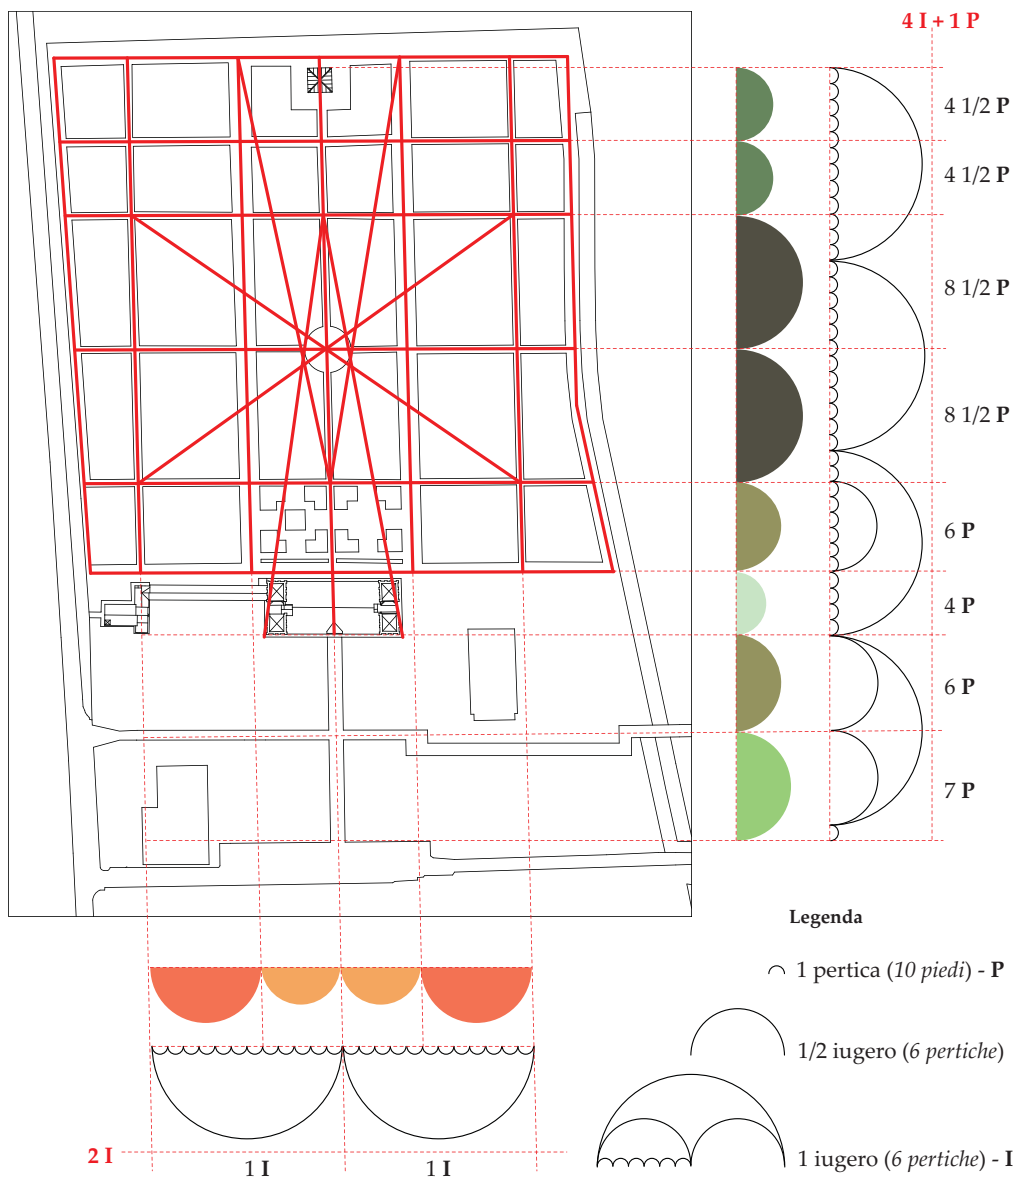 4 I + 1 P
4 1/2 P
4 1/2 P
8 1/2 P
8 1/2 P
6 P
4 P
6 P
7 P
Legenda
1 pertica (10 piedi) - P
1/2 iugero (6 pertiche)
1 iugero (6 pertiche) - I
2 I
1 I
1 I